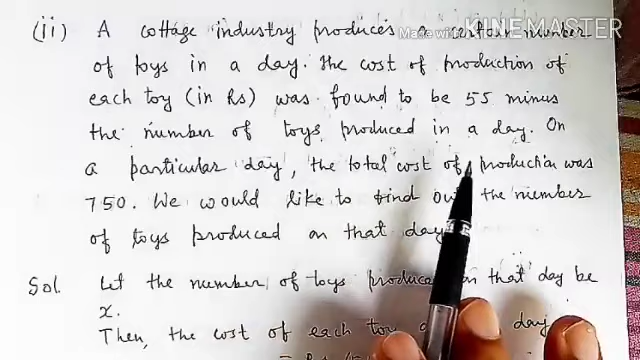 (ii) A cottage industry produces a certain number
Made with KINEMASTER
of toys in a day. The cost of production of
each toy (in Rs) was found to be 55 minus
the number of toys produced in a day. On
a particular day, the total cost of production was
750. We would like to find out the number
of toys produced on that day
Sol. Let the number of toys produced on that day be
x.
Then, the cost of each toy day